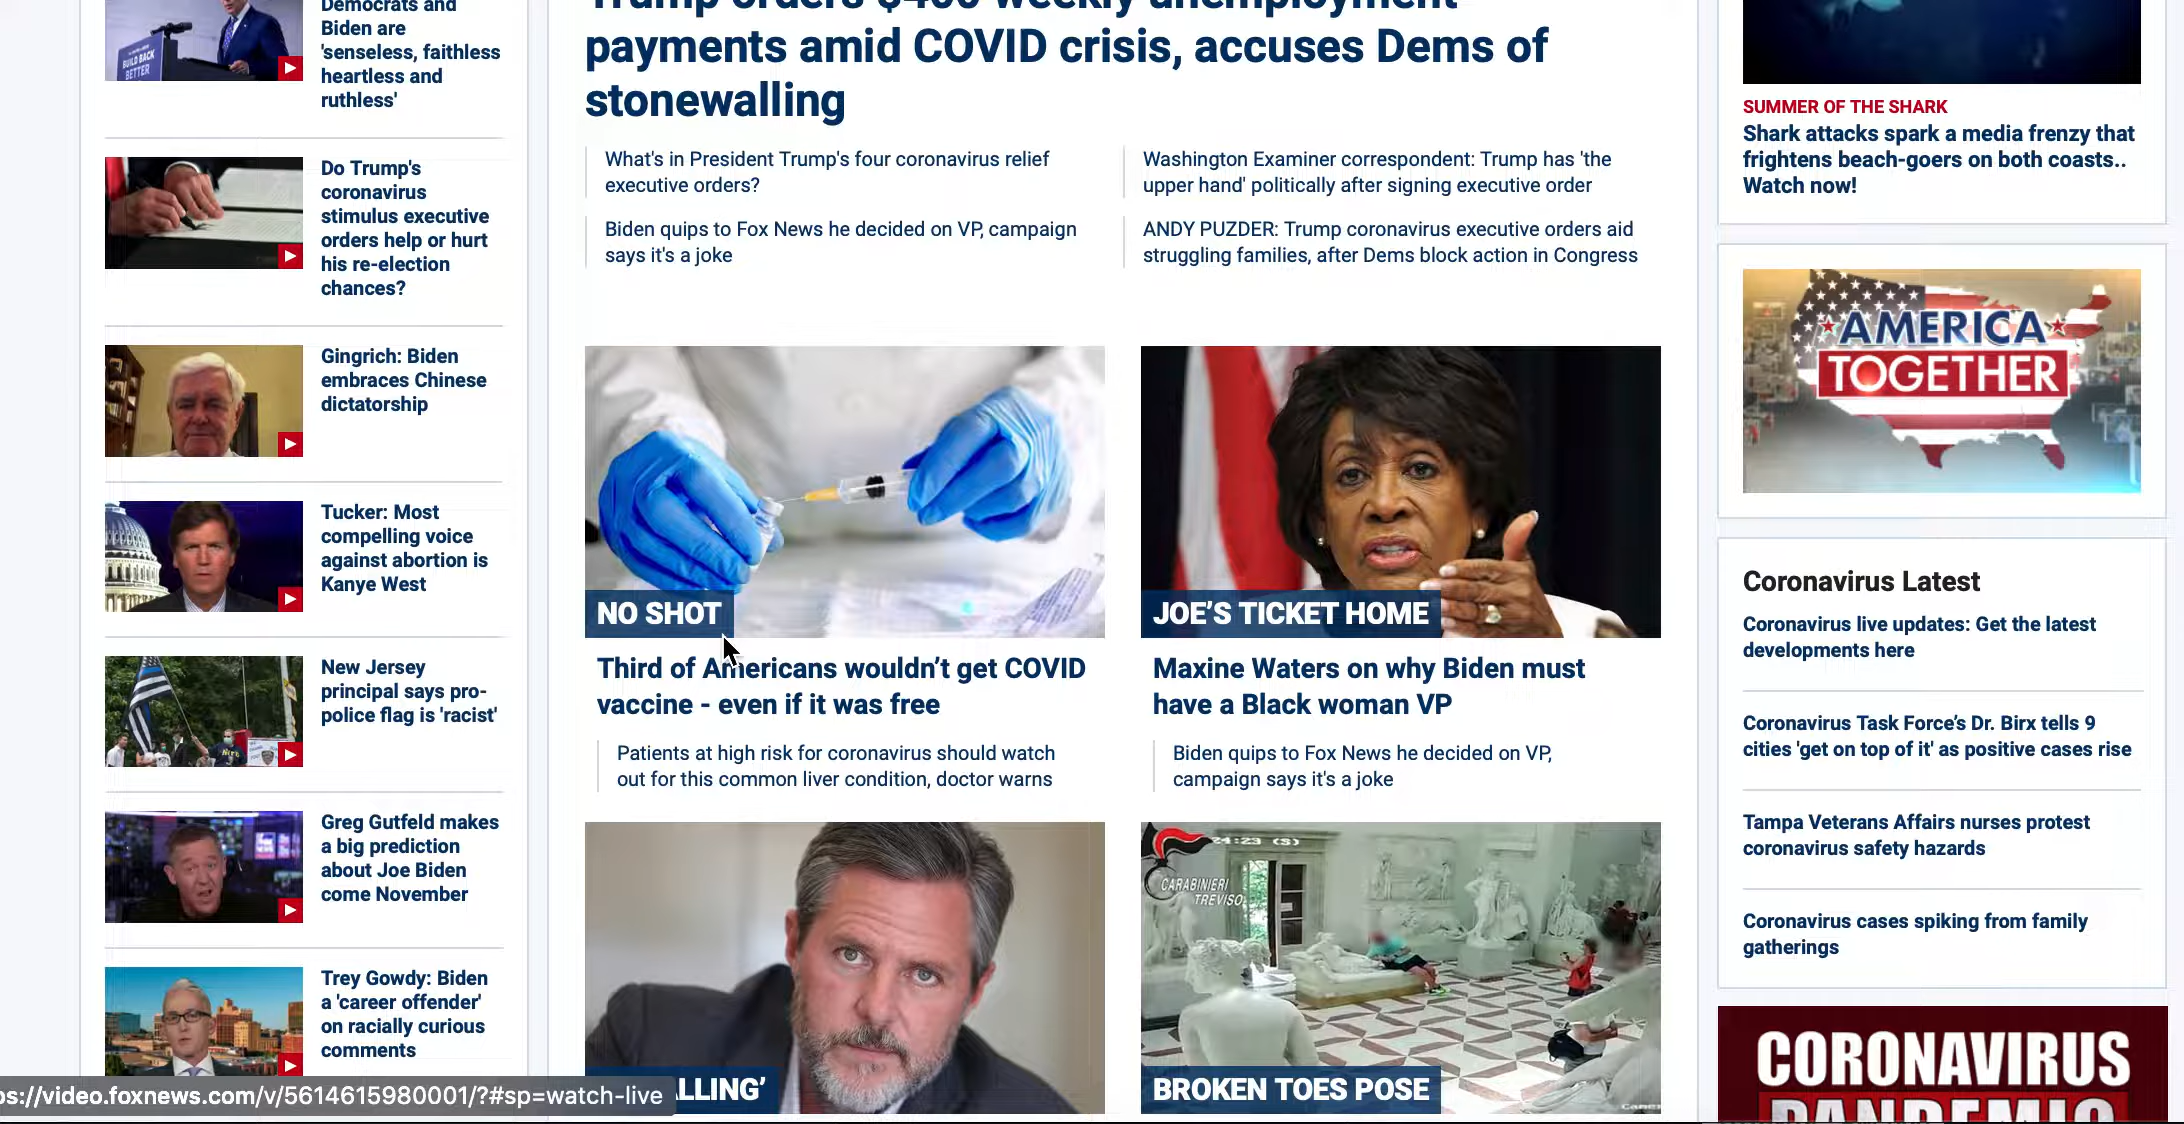 Democrats and
Biden are
'senseless, faithless
heartless and
ruthless'
BUILD BACK
BETTER
Do Trump's
coronavirus
stimulus executive
orders help or hurt
his re-election
chances?
Gingrich: Biden
embraces Chinese
dictatorship
Tucker: Most
compelling voice
against abortion is
Kanye West
New Jersey
principal says pro-
police flag is 'racist'
Greg Gutfeld makes
a big prediction
about Joe Biden
come November
Trey Gowdy: Biden
a 'career offender'
on racially curious
comments
ps://video.foxnews.com/v/5614615980001/?#sp=watch-live
Trump orders $400 weekly unemployment
payments amid COVID crisis, accuses Dems of
stonewalling
What's in President Trump's four coronavirus relief
executive orders?
Biden quips to Fox News he decided on VP, campaign
says it's a joke
Washington Examiner correspondent: Trump has 'the
upper hand' politically after signing executive order
ANDY PUZDER: Trump coronavirus executive orders aid
struggling families, after Dems block action in Congress
NO SHOT
Third of Americans wouldn't get COVID
vaccine - even if it was free
Patients at high risk for coronavirus should watch
out for this common liver condition, doctor warns
JOE'S TICKET HOME
Maxine Waters on why Biden must
have a Black woman VP
Biden quips to Fox News he decided on VP,
campaign says it's a joke
ALLING'
24:23 (S)
CARABINIERI
TREVISO
BROKEN TOES POSE
SUMMER OF THE SHARK
Shark attacks spark a media frenzy that
frightens beach-goers on both coasts..
Watch now!
AMERICA
TOGETHER
Coronavirus Latest
Coronavirus live updates: Get the latest
developments here
Coronavirus Task Force's Dr. Birx tells 9
cities 'get on top of it' as positive cases rise
Tampa Veterans Affairs nurses protest
coronavirus safety hazards
Coronavirus cases spiking from family
gatherings
CORONAVIRUS
PANDEMIC